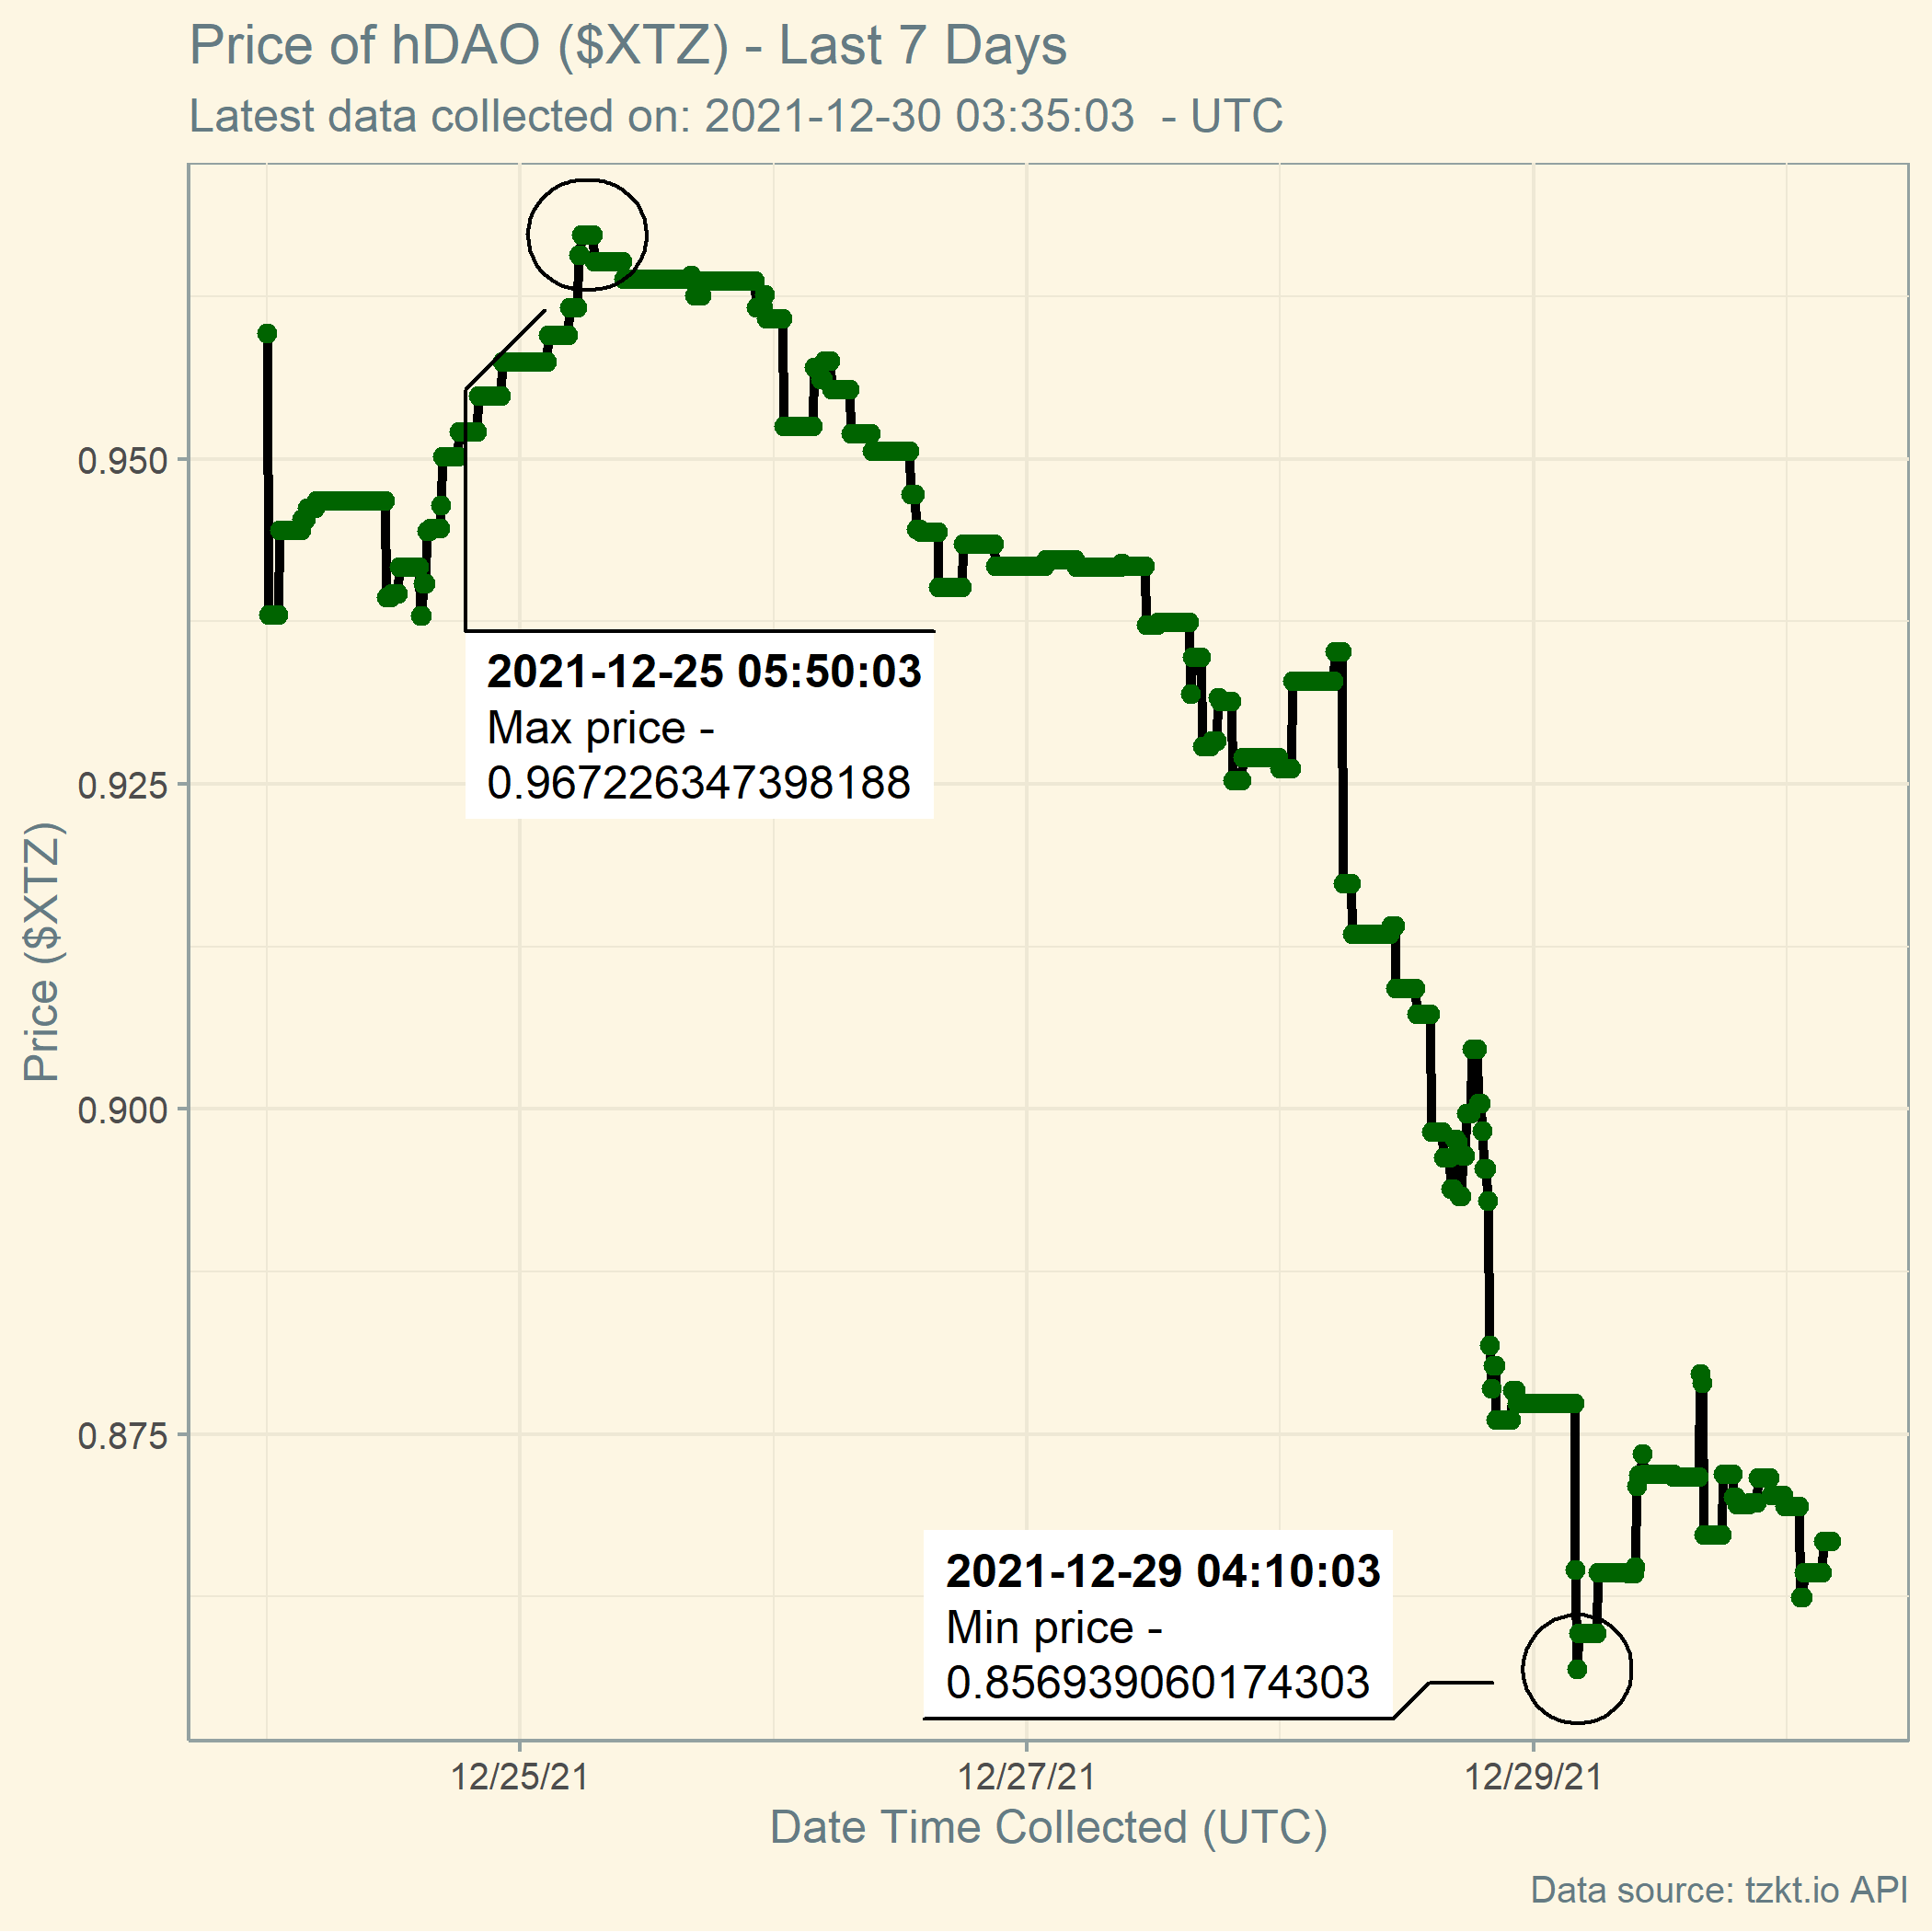 Price of hDAO ($XTZ) - Last 7 Days
Latest data collected on: 2021-12-30 03:35:03  - UTC
Price ($XTZ)
0.950
0.925
0.900
0.875
2021-12-25 05:50:03
Max price -
0.967226347398188
2021-12-29 04:10:03
Min price -
0.856939060174303
12/25/21
12/27/21
12/29/21
Date Time Collected (UTC)
Data source: tzkt.io API